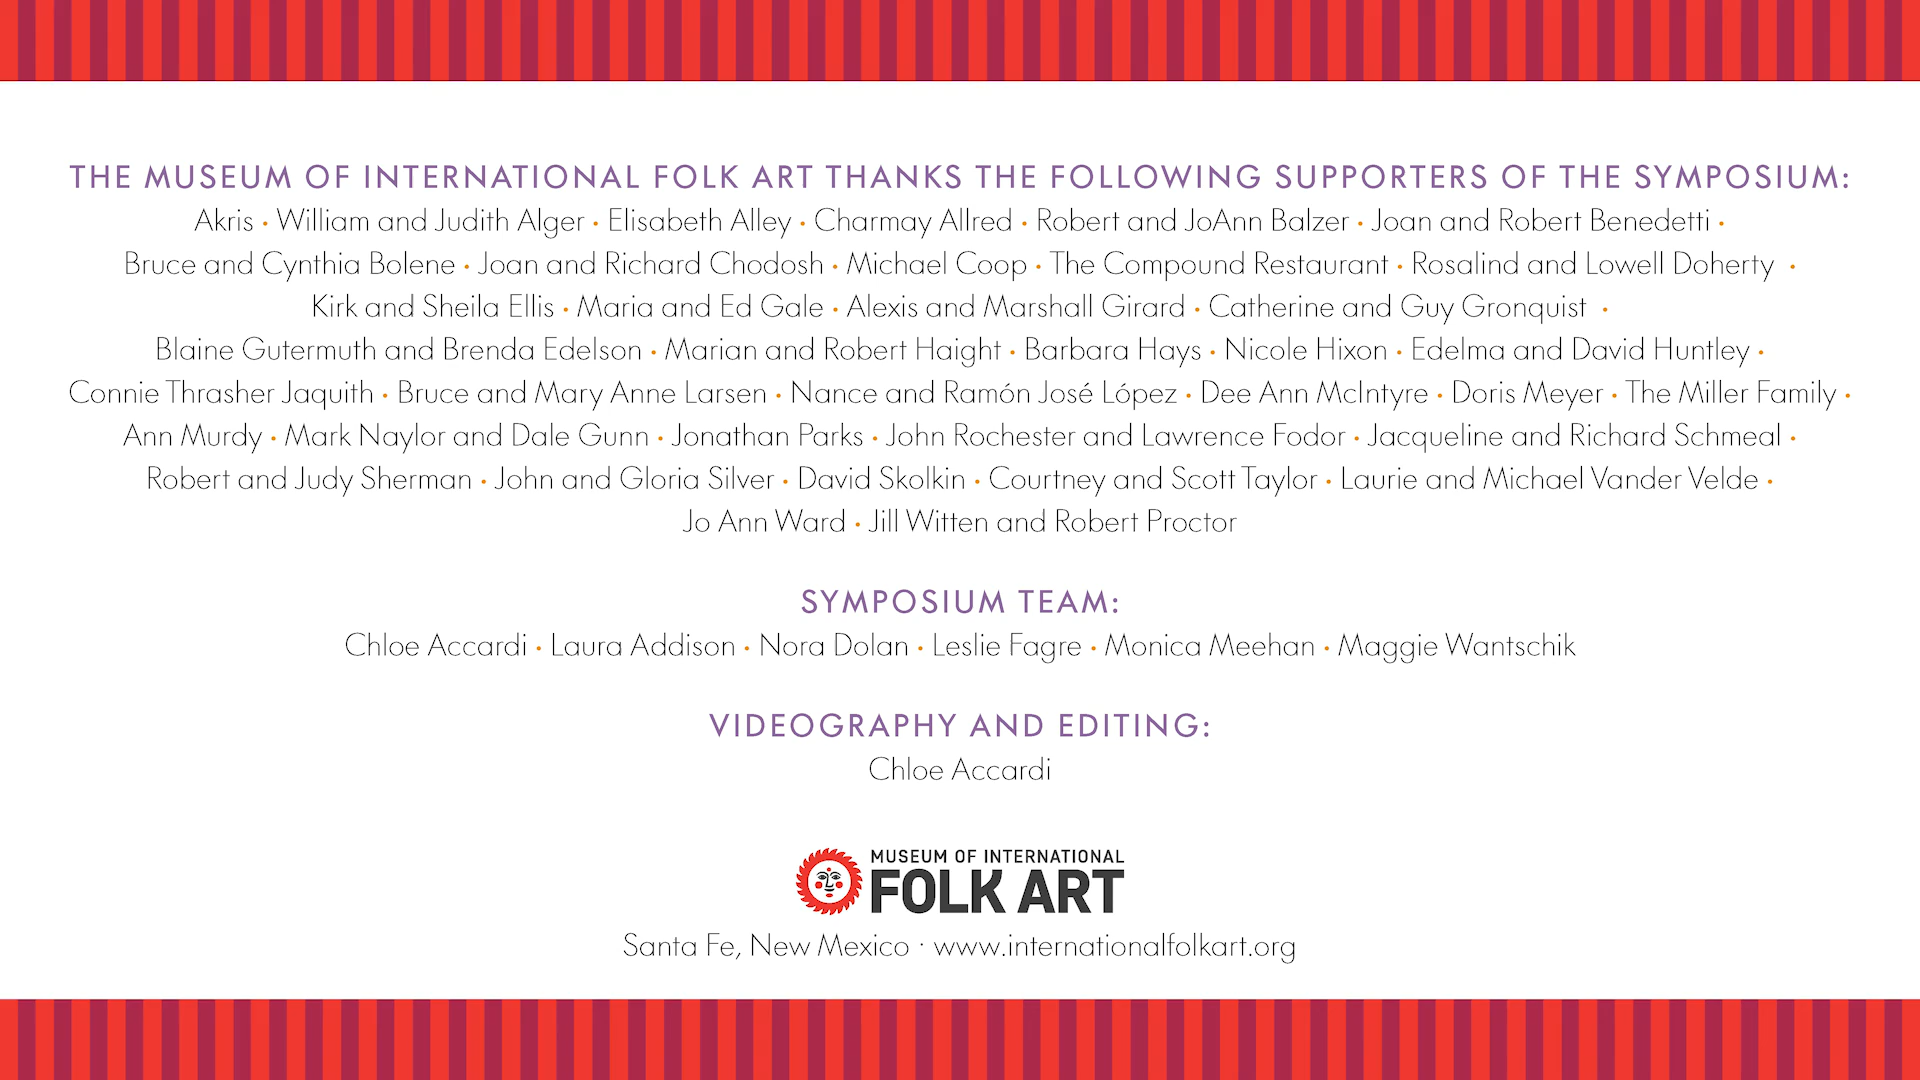 THE MUSEUM OF INTERNATIONAL FOLK ART THANKS THE FOLLOWING SUPPORTERS OF THE SYMPOSIUM:
Akris • William and Judith Alger • Elisabeth Alley • Charmay Allred • Robert and JoAnn Balzer • Joan and Robert Benedetti •
Bruce and Cynthia Bolene • Joan and Richard Chodosh • Michael Coop • The Compound Restaurant • Rosalind and Lowell Doherty •
Kirk and Sheila Ellis • Maria and Ed Gale • Alexis and Marshall Girard • Catherine and Guy Gronquist •
Blaine Gutermuth and Brenda Edelson • Marian and Robert Haight • Barbara Hays • Nicole Hixon • Edelma and David Huntley •
Connie Thrasher Jaquith • Bruce and Mary Anne Larsen • Nance and Ramón José López • Dee Ann McIntyre • Doris Meyer • The Miller Family •
Ann Murdy • Mark Naylor and Dale Gunn • Jonathan Parks • John Rochester and Lawrence Fodor • Jacqueline and Richard Schmeal •
Robert and Judy Sherman • John and Gloria Silver • David Skolkin • Courtney and Scott Taylor • Laurie and Michael Vander Velde •
Jo Ann Ward • Jill Witten and Robert Proctor
SYMPOSIUM TEAM:
Chloe Accardi • Laura Addison • Nora Dolan • Leslie Fagre • Monica Meehan • Maggie Wantschik
VIDEOGRAPHY AND EDITING:
Chloe Accardi
MUSEUM OF INTERNATIONAL
FOLK ART
Santa Fe, New Mexico · www.internationalfolkart.org